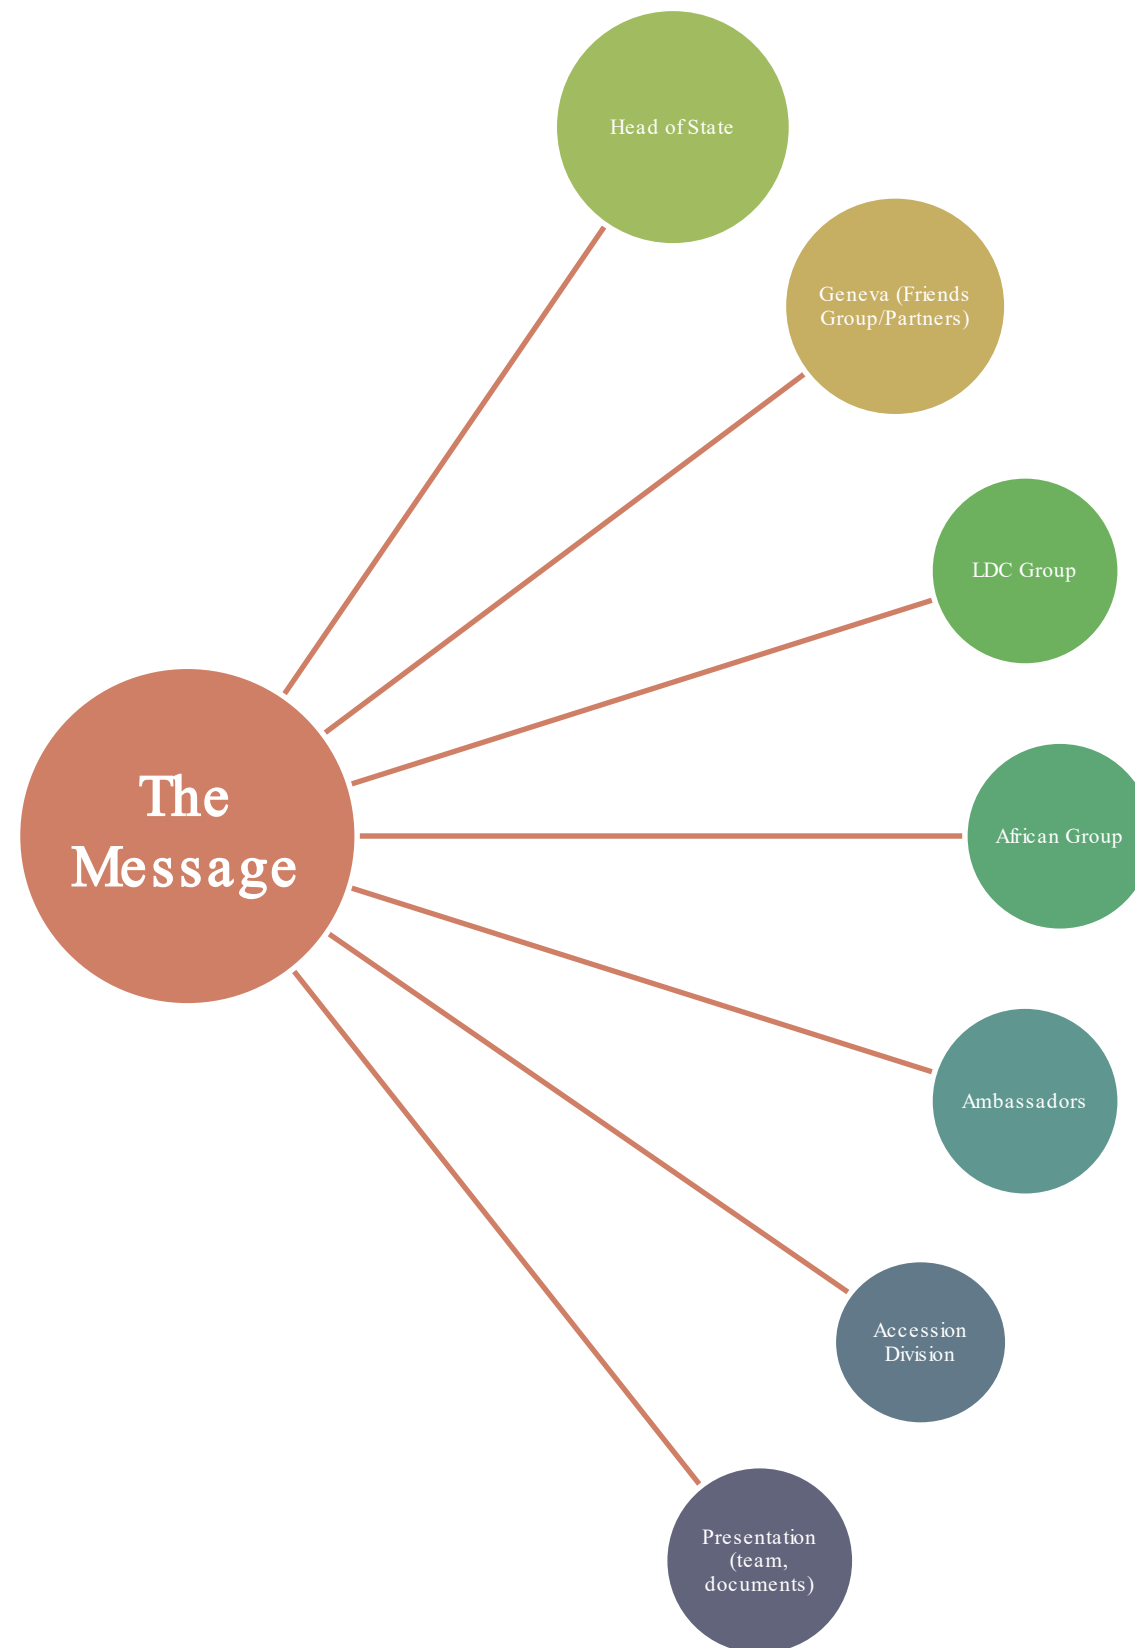 Head of State
Geneva (Friends
Group/Partners)
LDC Group
The
Message
African Group
Ambassadors
Accession
Division
Presentation
(team,
documents)